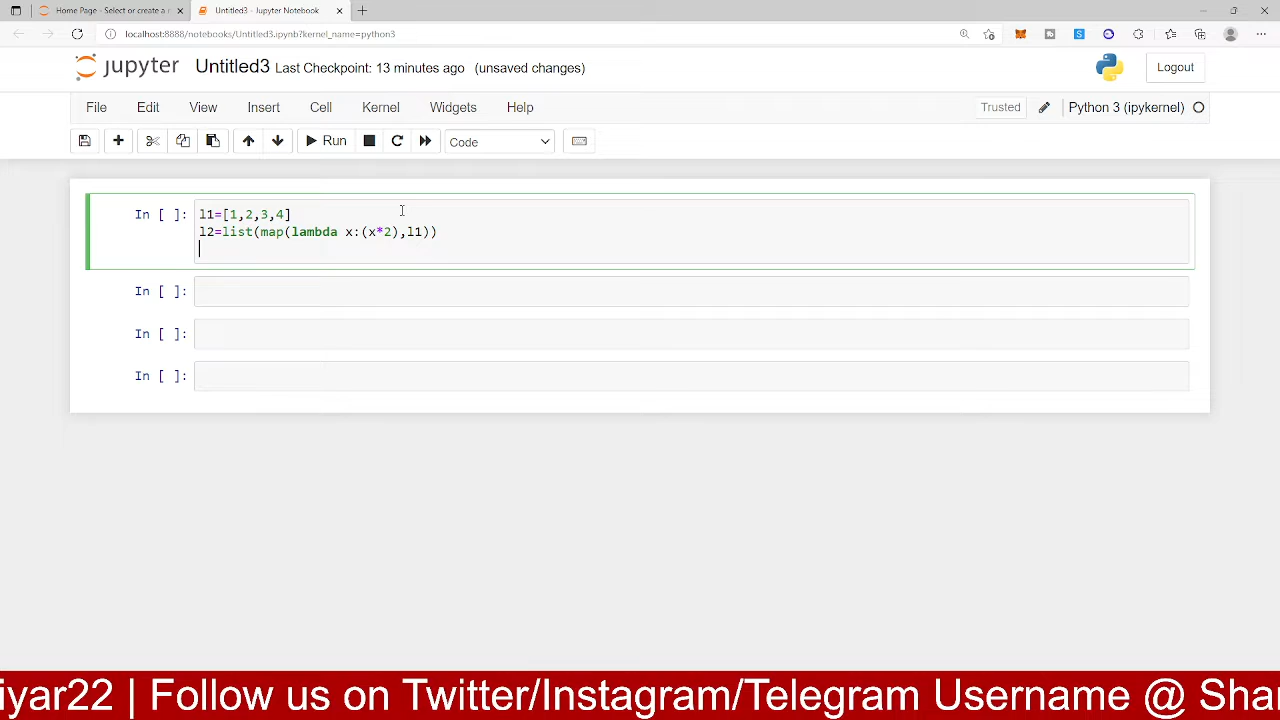 Home Page - Select or create a n
Untitled3 - Jupyter Notebook
localhost:8888/notebooks/Untitled3.ipynb?kernel_name=python3
jupyter Untitled3 Last Checkpoint: 13 minutes ago (unsaved changes)
Logout
File Edit View Insert Cell Kernel Widgets Help
Trusted
Python 3 (ipykernel)
Run
Code
In [ ]: l1=[1,2,3,4]
l2=list(map(lambda x:(x*2),l1))
In [ ]:
In [ ]:
In [ ]:
iyar22 | Follow us on Twitter/Instagram/Telegram Username @ Sha